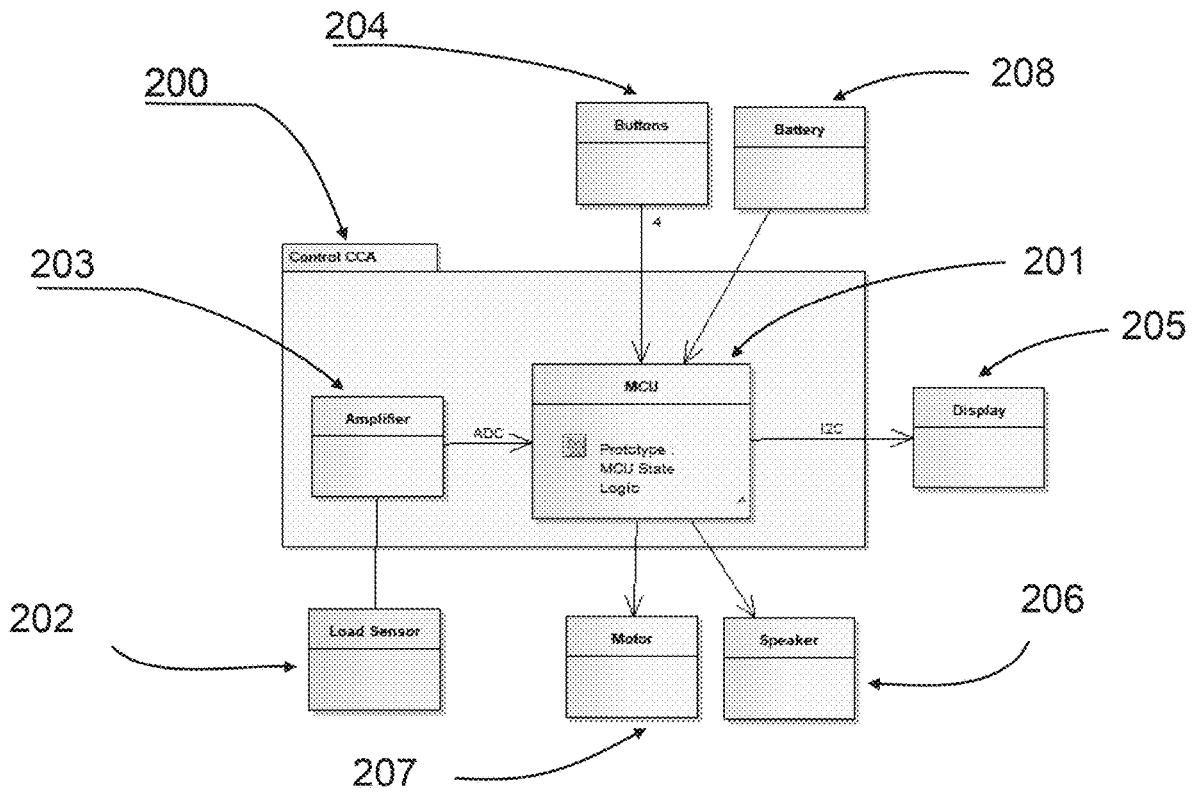 204
208
200
Buttons
Battery
4
Control CCA
203
201
205
MCU
Amplifier
Display
ADC
I2C
Prototype
MCU State
Logic
202
206
Load Sensor
Motor
Speaker
207